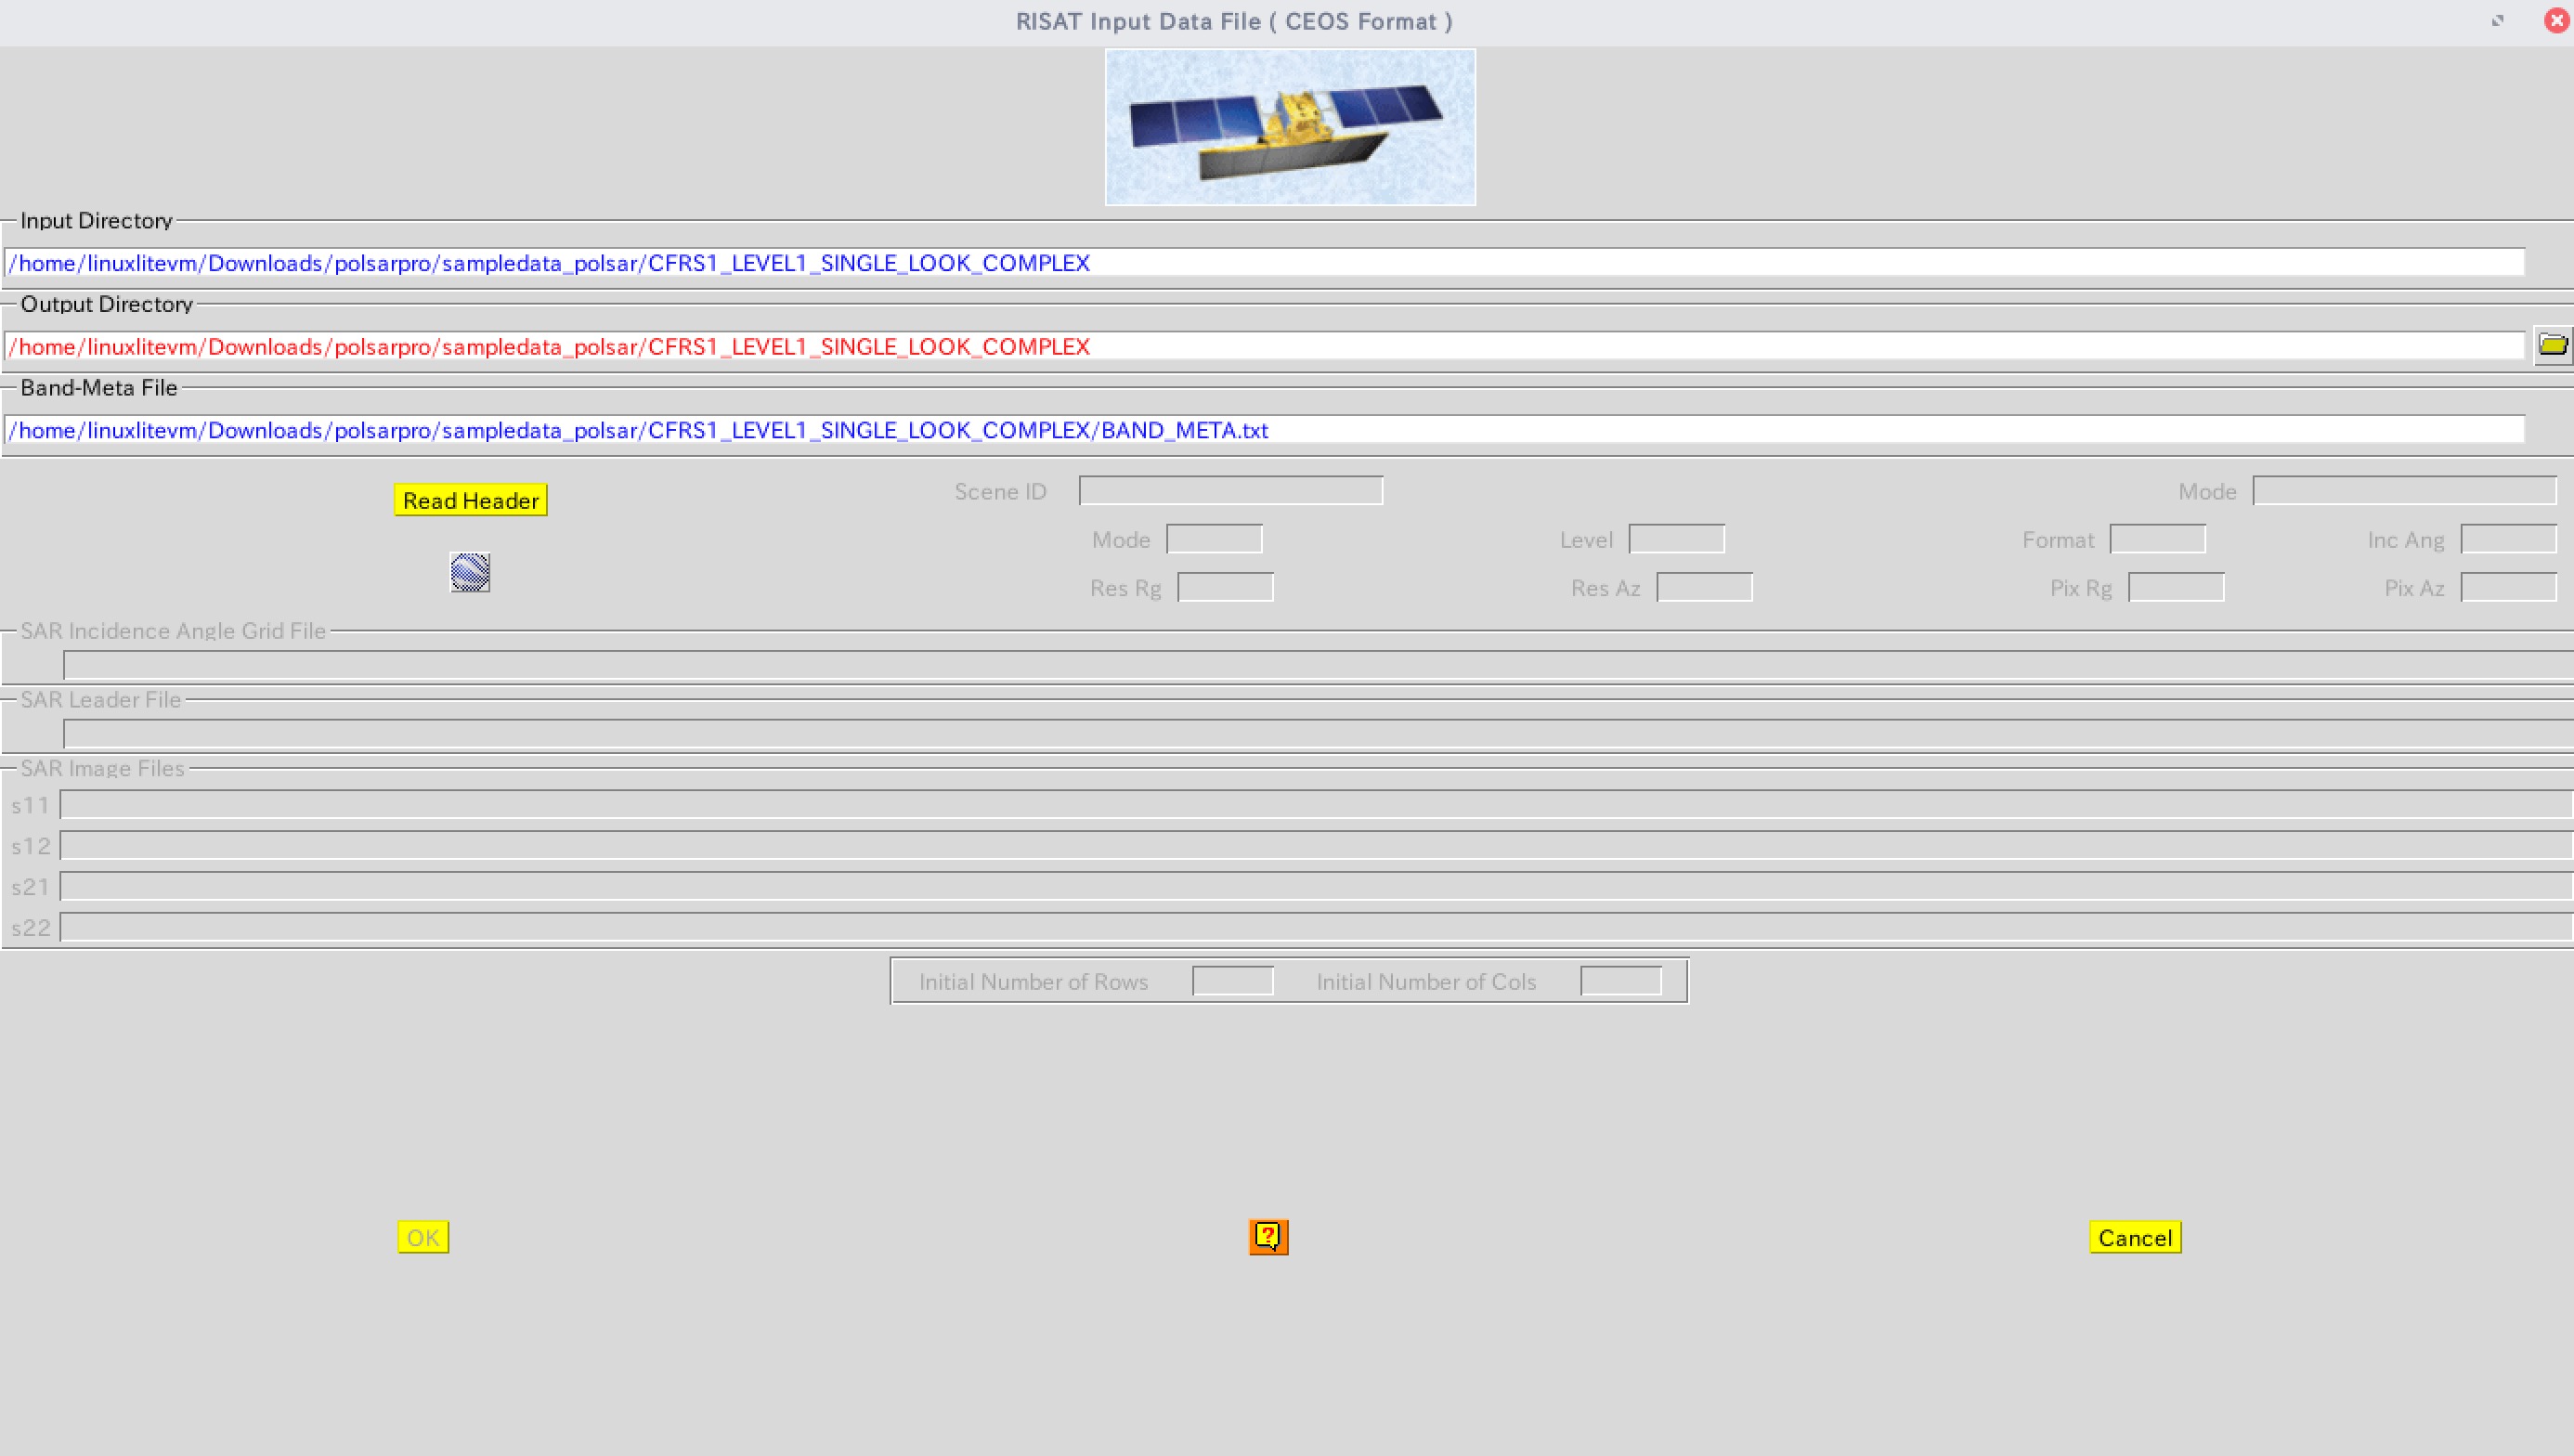 RISAT Input Data File ( CEOS Format )
Input Directory
/home/linuxlitevm/Downloads/polsarpro/sampledata_polsar/CFRS1_LEVEL1_SINGLE_LOOK_COMPLEX
Output Directory
/home/linuxlitevm/Downloads/polsarpro/sampledata_polsar/CFRS1_LEVEL1_SINGLE_LOOK_COMPLEX
Band-Meta File
/home/linuxlitevm/Downloads/polsarpro/sampledata_polsar/CFRS1_LEVEL1_SINGLE_LOOK_COMPLEX/BAND_META.txt
Read Header Scene ID Mode
Mode Level Format Inc Ang
Res Rg Res Az Pix Rg Pix Az
SAR Incidence Angle Grid File
SAR Leader File
SAR Image Files
s11
s12
s21
s22
Initial Number of Rows Initial Number of Cols
OK ? Cancel